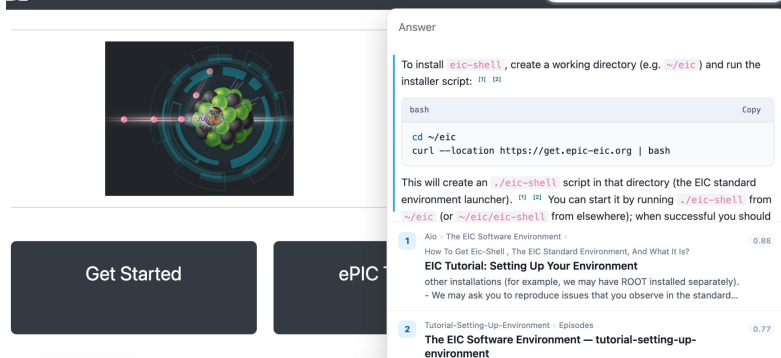 Answer
To install eic-shell , create a working directory (e.g. ~/eic ) and run the
installer script: [1] [2]
bash Copy
cd ~/eic
curl --location https://get.epic-eic.org | bash
This will create an ./eic-shell script in that directory (the EIC standard
environment launcher). [1] [2] You can start it by running ./eic-shell from
~/eic (or ~/eic/eic-shell from elsewhere); when successful you should
Get Started
ePIC
1 Aio › The EIC Software Environment › 0.88
How To Get Eic-Shell , The EIC Standard Environment, And What It Is?
EIC Tutorial: Setting Up Your Environment
other installations (for example, we may have ROOT installed separately).
- We may ask you to reproduce issues that you observe in the standard...
2 Tutorial-Setting-Up-Environment › Episodes 0.77
The EIC Software Environment — tutorial-setting-up-
environment